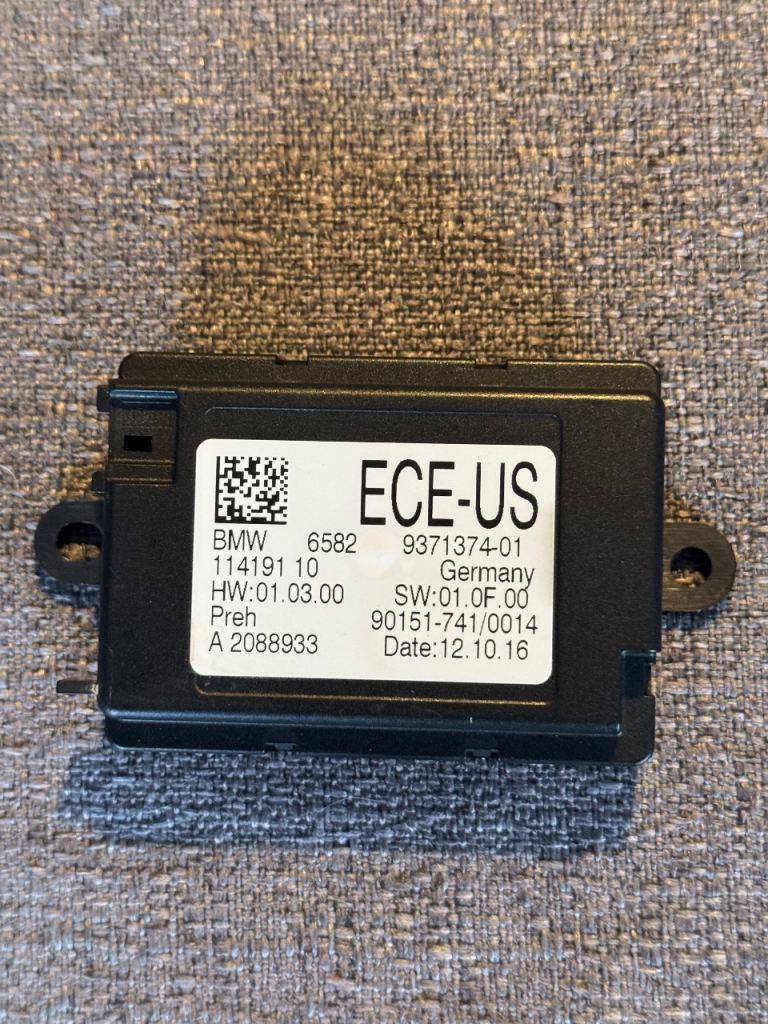 ECE-US
BMW 6582 9371374-01
114191 10 Germany
HW:01.03.00 SW:01.0F.00
Preh 90151-741/0014
A 2088933 Date:12.10.16